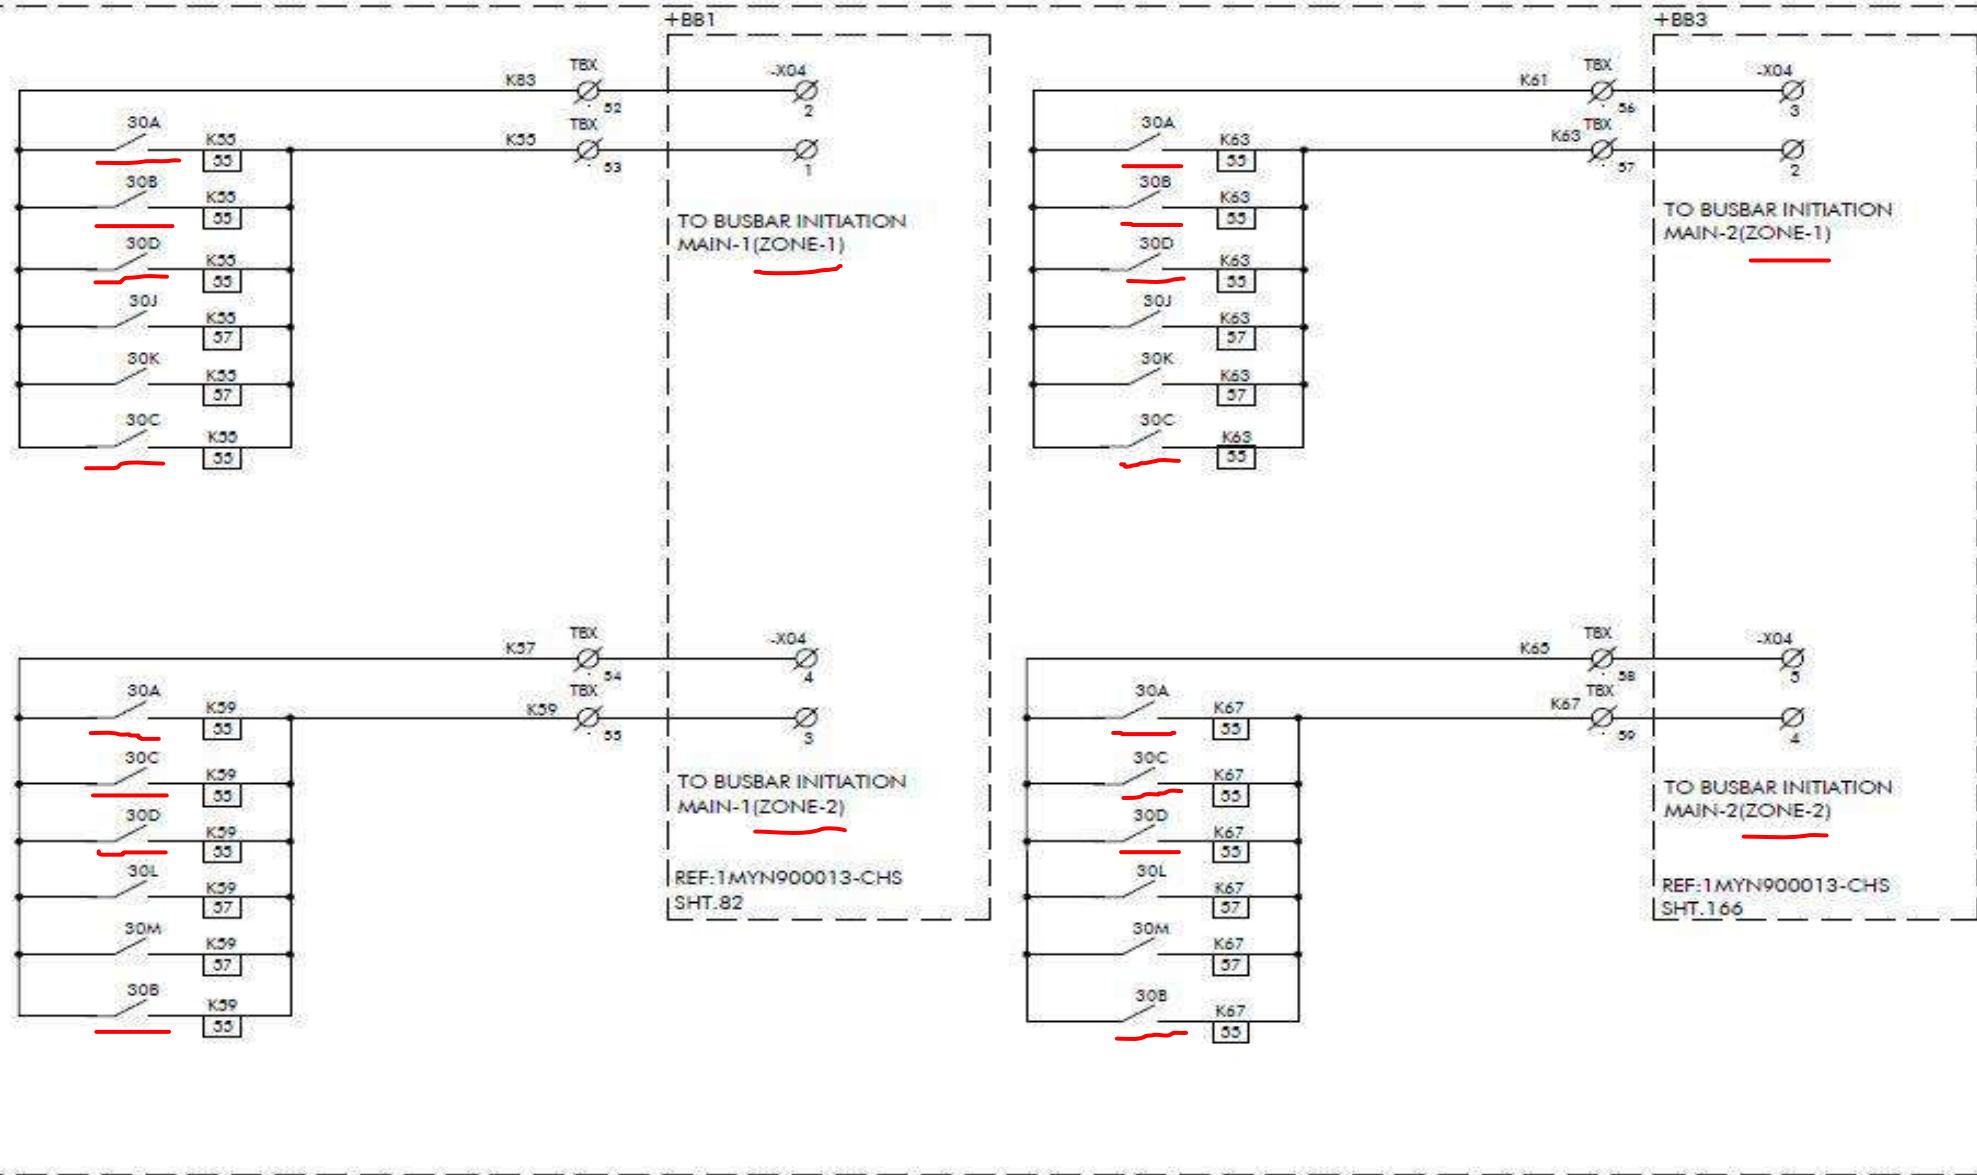 +BB1
K83
TBX
52
-X04
2
30A
K55
55
K55
TBX
53
1
30B
K55
55
30D
K55
55
30J
K55
57
30K
K55
57
30C
K55
55
TO BUSBAR INITIATION
MAIN-1(ZONE-1)
K57
TBX
54
-X04
4
30A
K59
55
K59
TBX
55
3
30C
K59
55
30D
K59
55
30L
K59
57
30M
K59
57
30B
K59
55
TO BUSBAR INITIATION
MAIN-1(ZONE-2)
REF:1MYN900013-CHS
SHT.82
+BB3
K61
TBX
56
-X04
3
30A
K63
55
K63
TBX
57
2
30B
K63
55
30D
K63
55
30J
K63
57
30K
K63
57
30C
K63
55
TO BUSBAR INITIATION
MAIN-2(ZONE-1)
K65
TBX
58
-X04
5
30A
K67
55
K67
TBX
59
4
30C
K67
55
30D
K67
55
30L
K67
57
30M
K67
57
30B
K67
55
TO BUSBAR INITIATION
MAIN-2(ZONE-2)
REF:1MYN900013-CHS
SHT.166